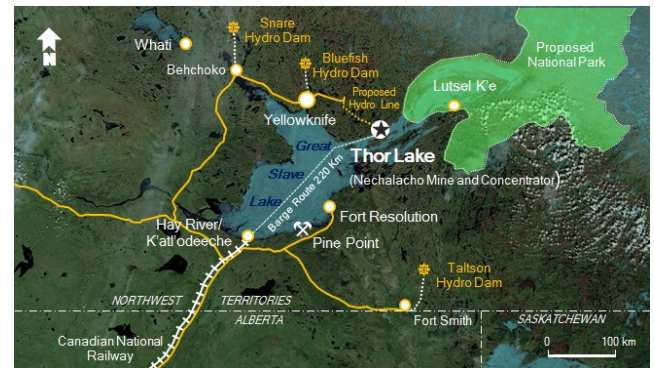 N
Snare
Hydro Dam
Whati
Behchoko
Bluefish
Hydro Dam
Proposed
National Park
Lutsel K'e
Proposed
Hydro Line
Yellowknife
Thor Lake
(Nechalacho Mine and Concentrator)
Great
Slave
Lake
Barge Route 220 Km
Hay River/
K'atl'odeeche
Fort Resolution
Pine Point
Taltson
Hydro Dam
NORTHWEST TERRITORIES
ALBERTA
Fort Smith
SASKATCHEWAN
Canadian National
Railway
0 100 km